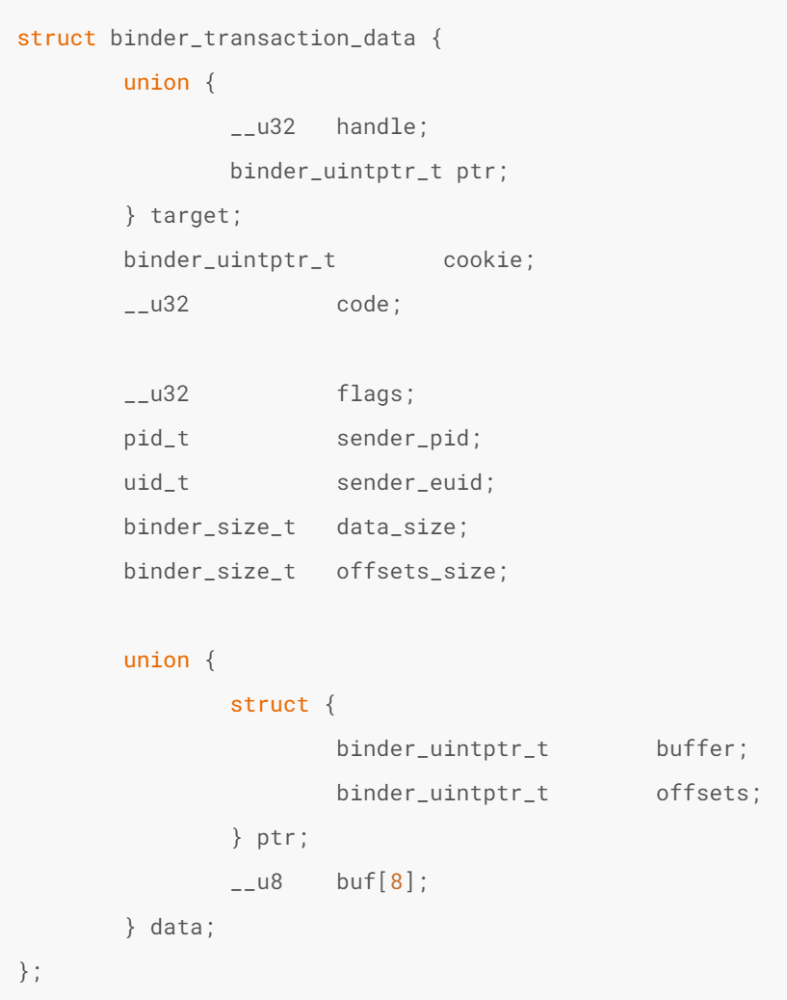 struct binder_transaction_data {
        union {
                __u32   handle;
                binder_uintptr_t ptr;
        } target;
        binder_uintptr_t        cookie;
        __u32           code;

        __u32           flags;
        pid_t           sender_pid;
        uid_t           sender_euid;
        binder_size_t   data_size;
        binder_size_t   offsets_size;

        union {
                struct {
                        binder_uintptr_t        buffer;
                        binder_uintptr_t        offsets;
                } ptr;
                __u8    buf[8];
        } data;
};